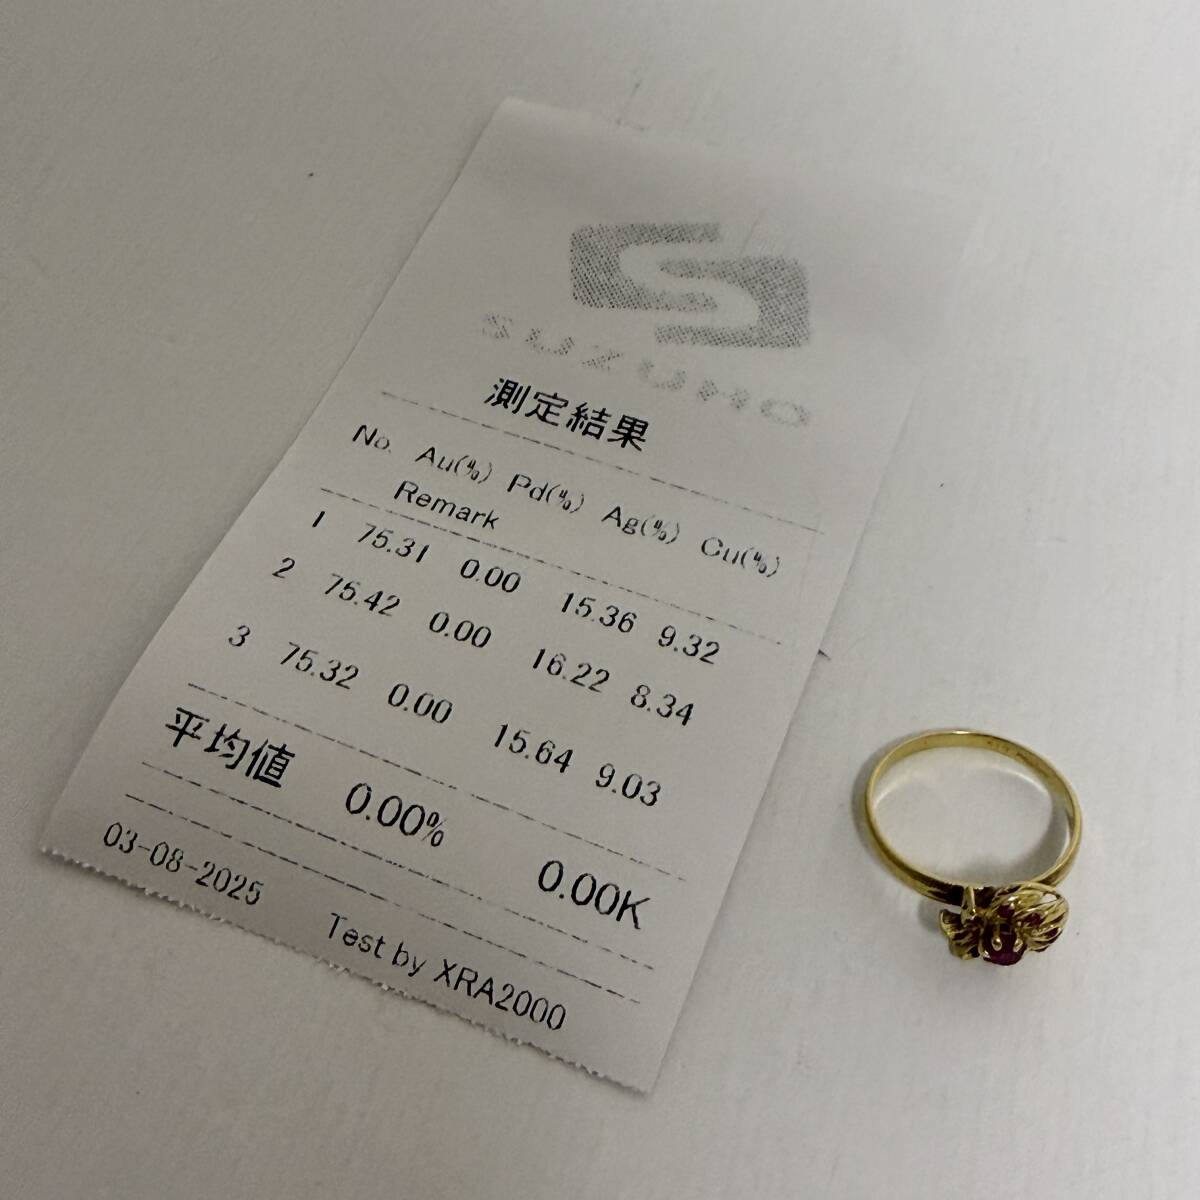 SUZUHO
測定結果
No. Au(%) Pd(%) Ag(%) Cu(%)
Remark
1 75.31 0.00 15.36 9.32
2 75.42 0.00 16.22 8.34
3 75.32 0.00 15.64 9.03
平均値 0.00% 0.00K
03-08-2025 Test by XRA2000